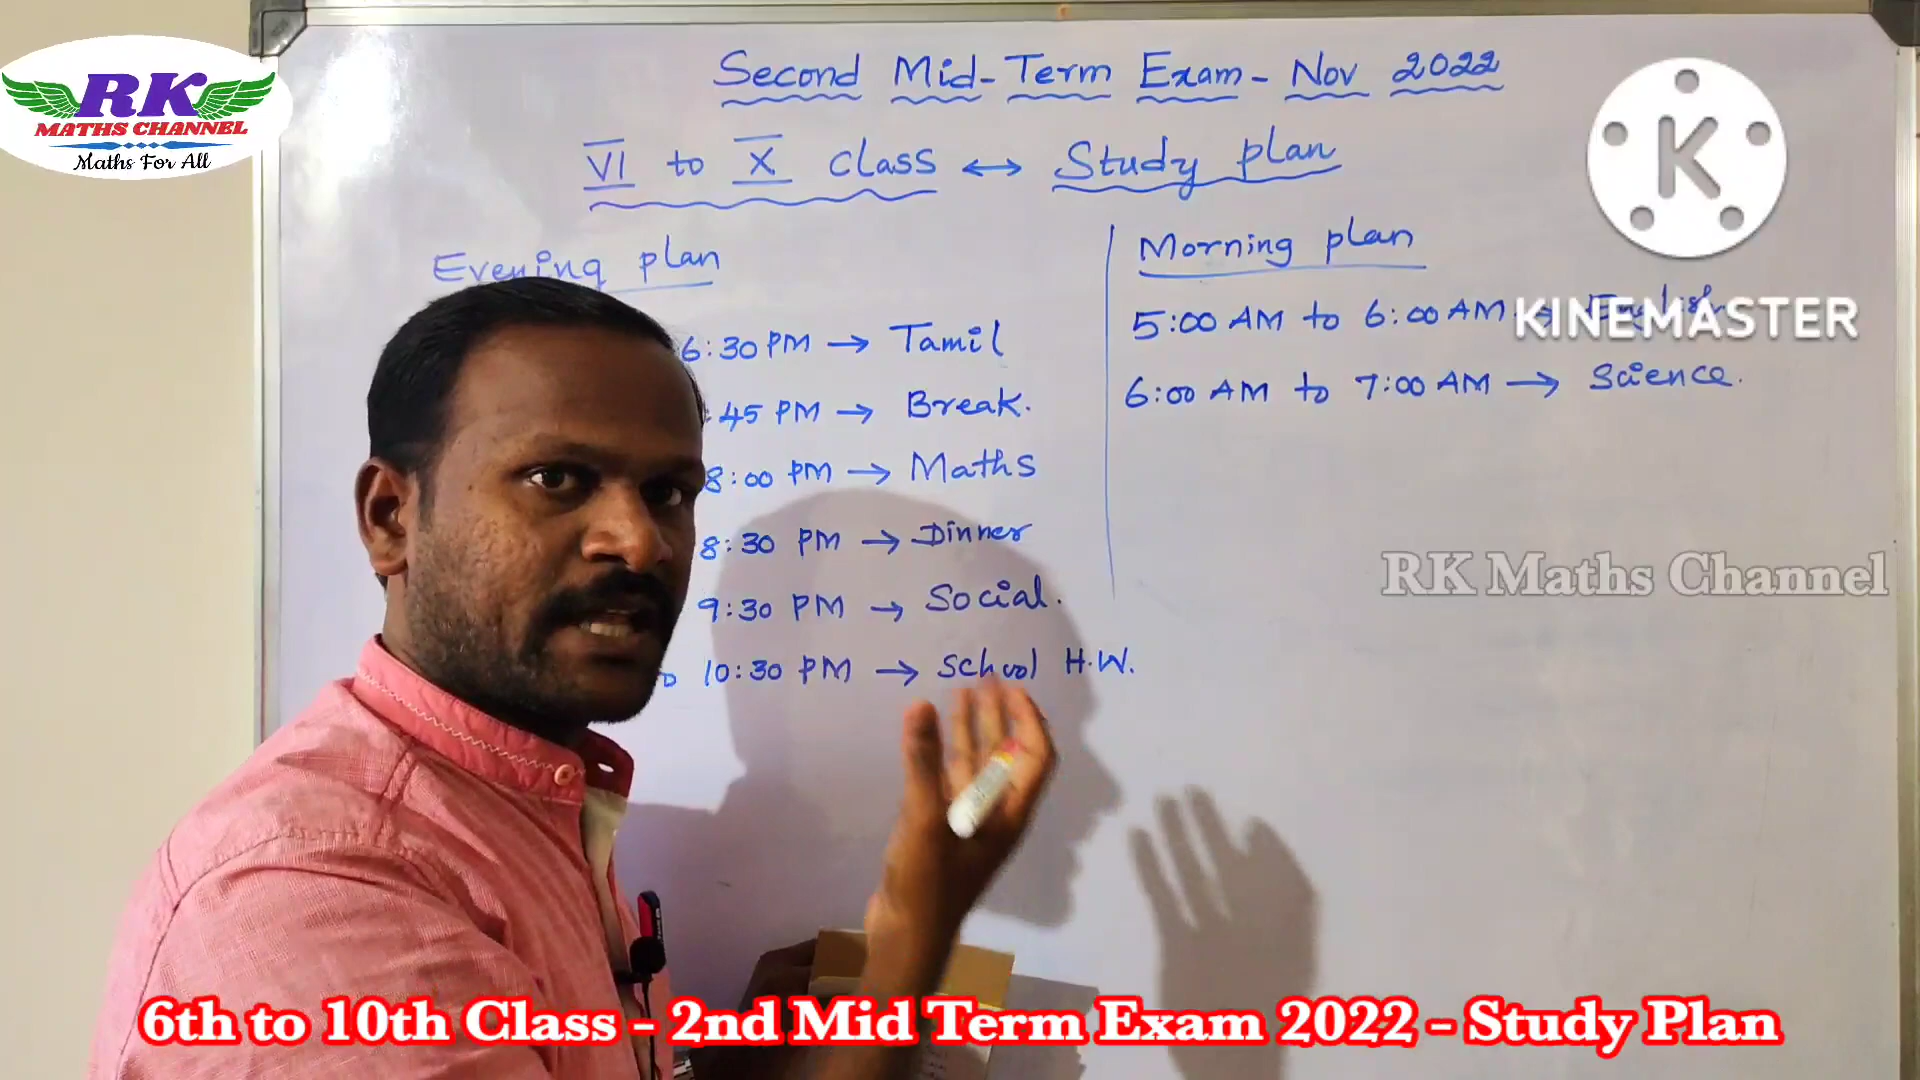 RK
MATHS CHANNEL
Maths For All
Second Mid-Term Exam - Nov 2022
VI to X class ↔ Study plan
Evening plan
6:30 PM → Tamil
:45 PM → Break.
8:00 PM → Maths
8:30 PM → Dinner
9:30 PM → Social.
10:30 PM → School H.W.
Morning plan
5:00 AM to 6:00 AM → English
6:00 AM to 7:00 AM → Science.
K
KINEMASTER
RK Maths Channel
6th to 10th Class - 2nd Mid Term Exam 2022 - Study Plan